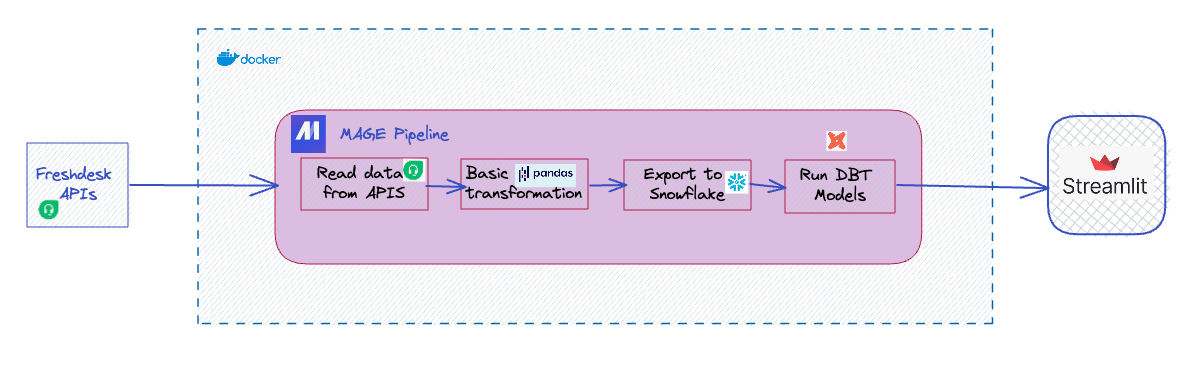 docker
MAGE Pipeline
Freshdesk
APIs
Read data
from APIS
Basic pandas
transformation
Export to
Snowflake
Run DBT
Models
Streamlit